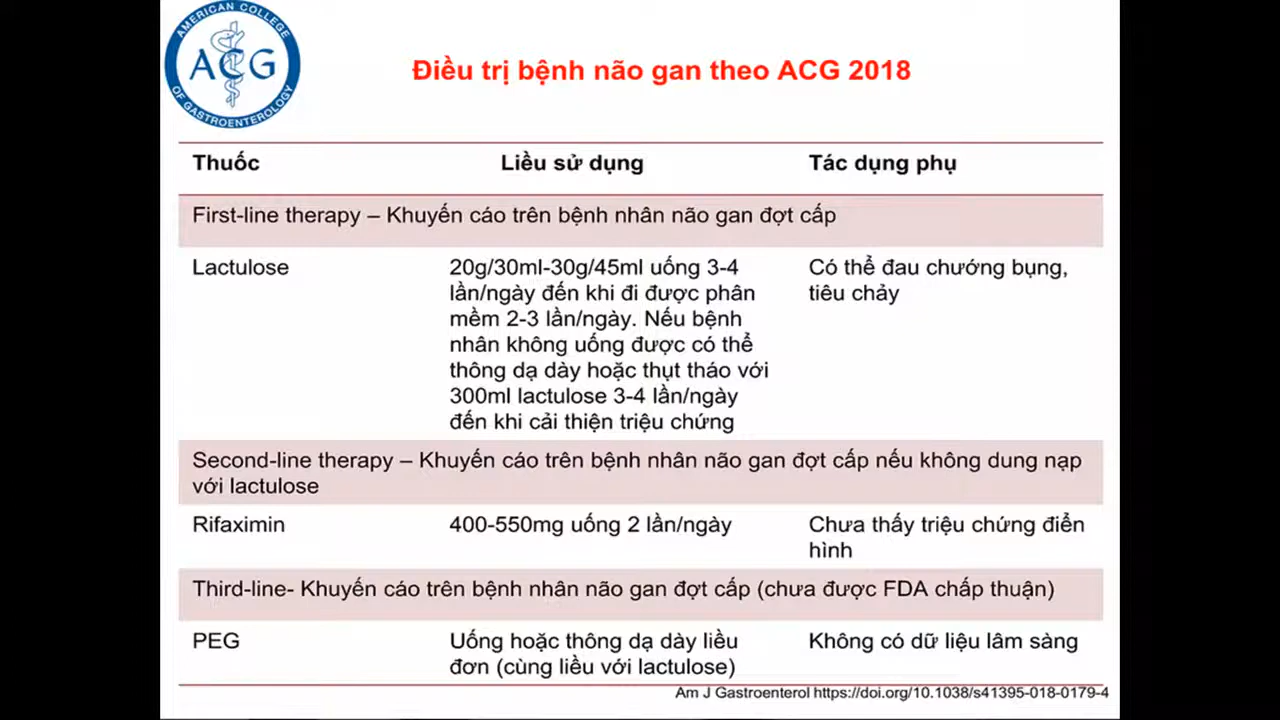 AMERICAN COLLEGE
ACG
OF GASTROENTEROLOGY
Điều trị bệnh não gan theo ACG 2018
Thuốc Liều sử dụng Tác dụng phụ
First-line therapy – Khuyến cáo trên bệnh nhân não gan đợt cấp
Lactulose
20g/30ml-30g/45ml uống 3-4
lần/ngày đến khi đi được phân
mềm 2-3 lần/ngày. Nếu bệnh
nhân không uống được có thể
thông dạ dày hoặc thụt tháo với
300ml lactulose 3-4 lần/ngày
đến khi cải thiện triệu chứng
Có thể đau chướng bụng,
tiêu chảy
Second-line therapy – Khuyến cáo trên bệnh nhân não gan đợt cấp nếu không dung nạp
với lactulose
Rifaximin
400-550mg uống 2 lần/ngày
Chưa thấy triệu chứng điển
hình
Third-line- Khuyến cáo trên bệnh nhân não gan đợt cấp (chưa được FDA chấp thuận)
PEG
Uống hoặc thông dạ dày liều
đơn (cùng liều với lactulose)
Không có dữ liệu lâm sàng
Am J Gastroenterol https://doi.org/10.1038/s41395-018-0179-4